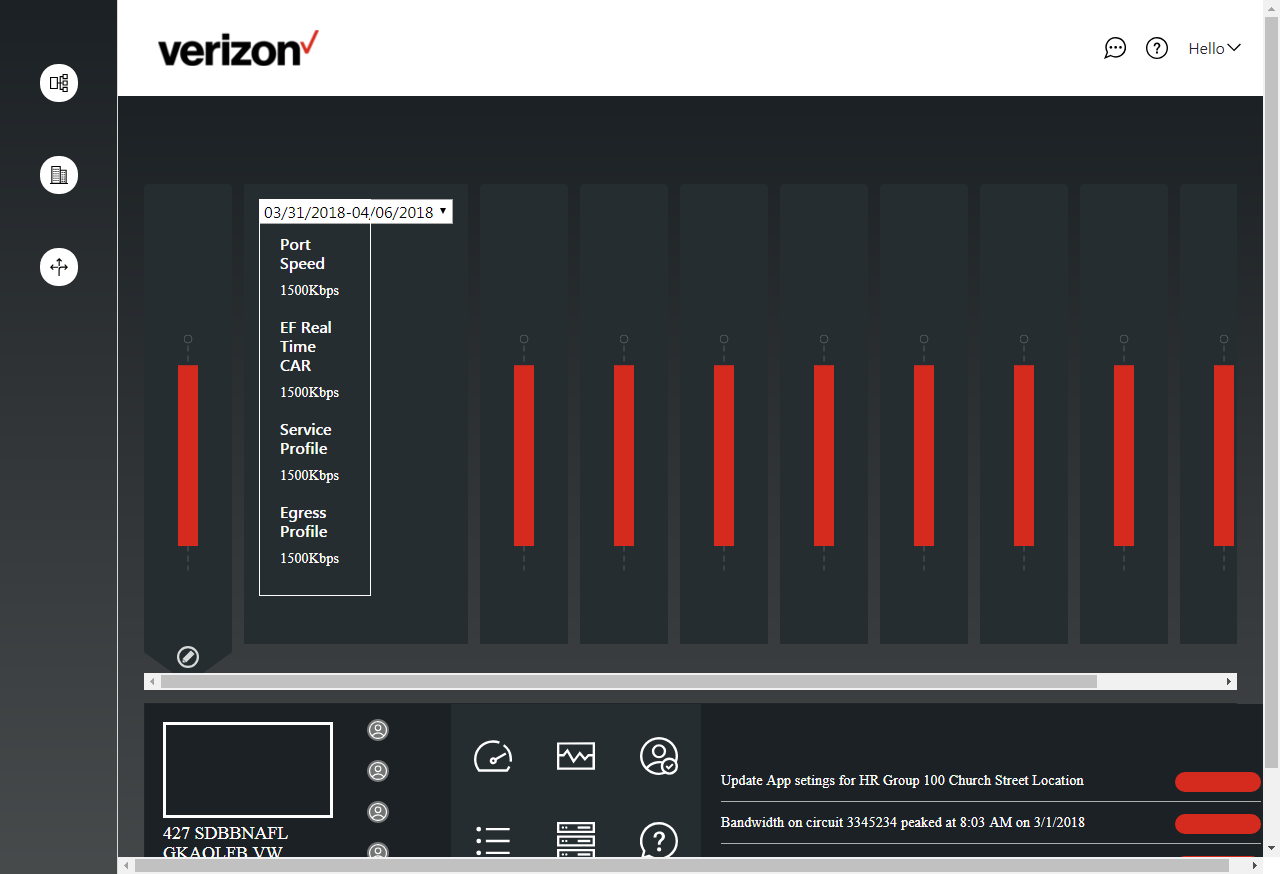 verizon
Hello
03/31/2018-04/06/2018
Port
Speed
1500Kbps
EF Real
Time
CAR
1500Kbps
Service
Profile
1500Kbps
Egress
Profile
1500Kbps
427 SDBBNAFL
GKAOLFB VW
Update App setings for HR Group 100 Church Street Location
Bandwidth on circuit 3345234 peaked at 8:03 AM on 3/1/2018